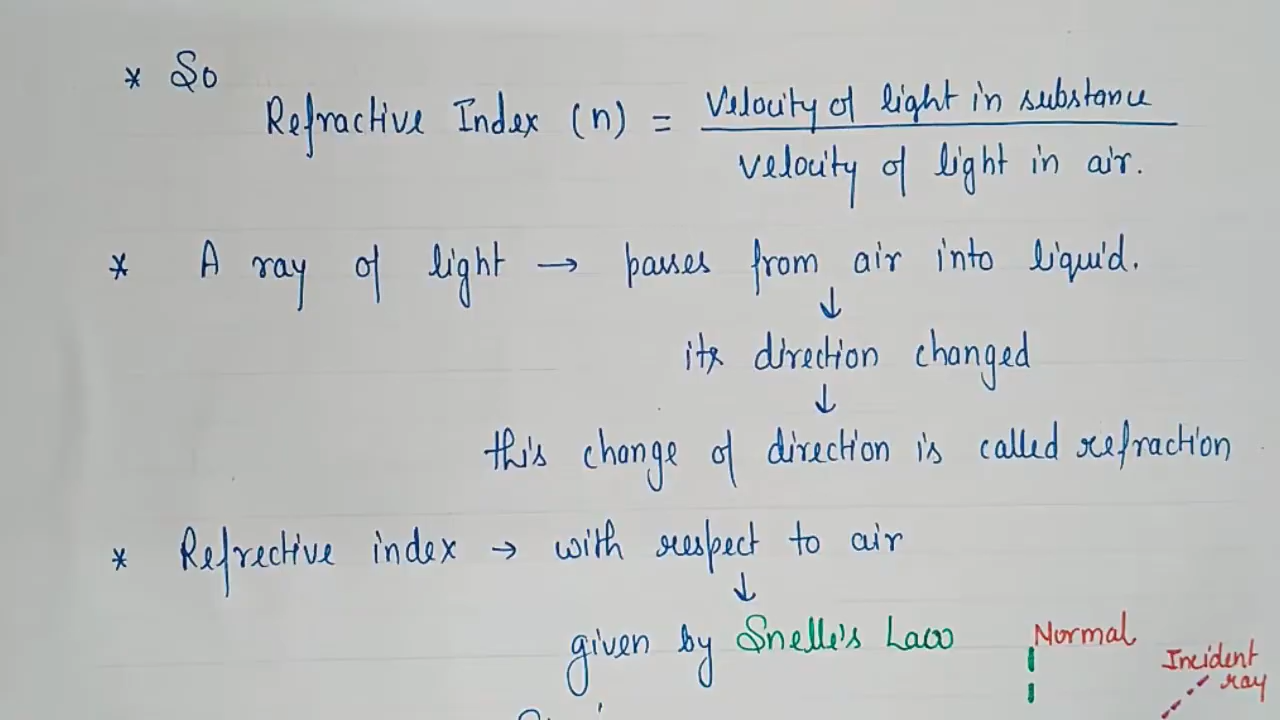 * So
Refractive Index (n) = Velocity of light in substance
velocity of light in air.
* A ray of light → passes from air into liquid.
↓
its direction changed
↓
this change of direction is called refraction
* Refrective index → with respect to air
↓
given by Snelle's Law
Normal
Incident
ray